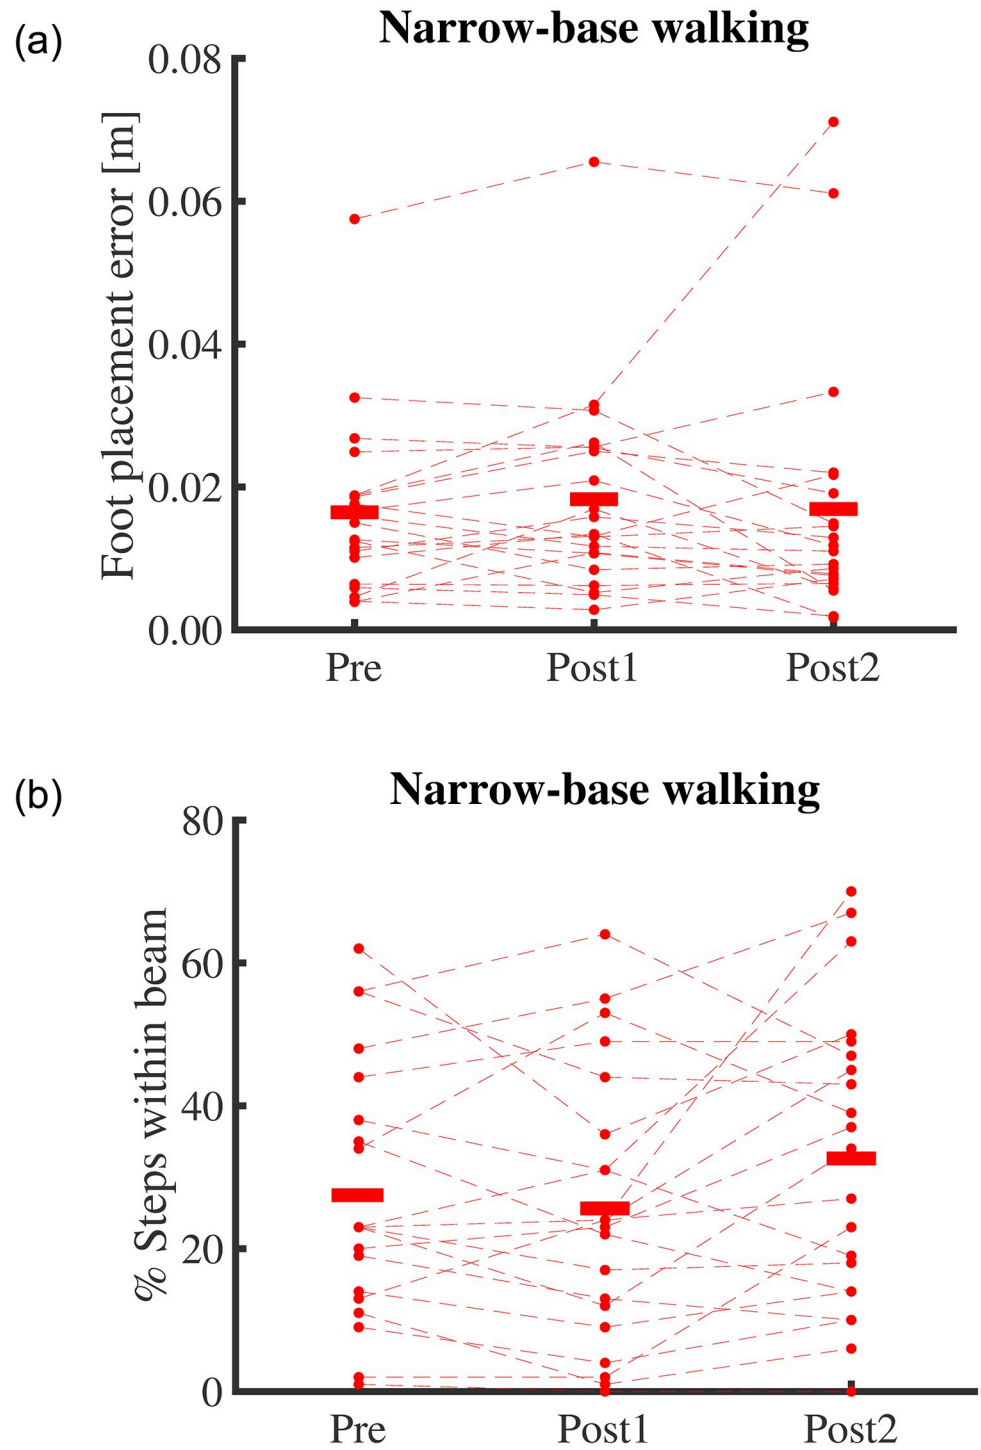 (a)
Narrow-base walking
Foot placement error [m]
0.08
0.06
0.04
0.02
0.00
Pre Post1 Post2
(b)
Narrow-base walking
% Steps within beam
80
60
40
20
0
Pre Post1 Post2